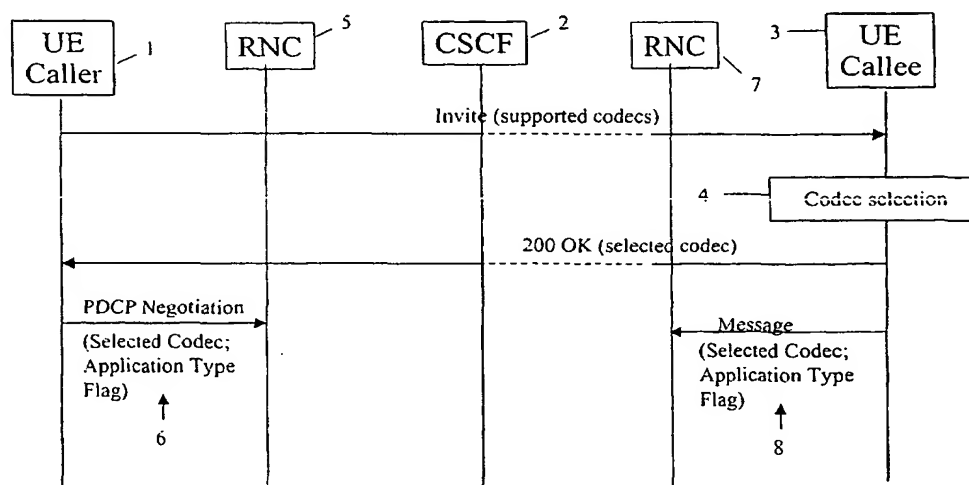 5
2
3
UE
Caller
1
RNC
CSCF
RNC
7
UE
Callee
Invite (supported codecs)
4
Codec selection
200 OK (selected codec)
PDCP Negotiation
(Selected Codec;
Application Type
Flag)
6
Message
(Selected Codec;
Application Type
Flag)
8